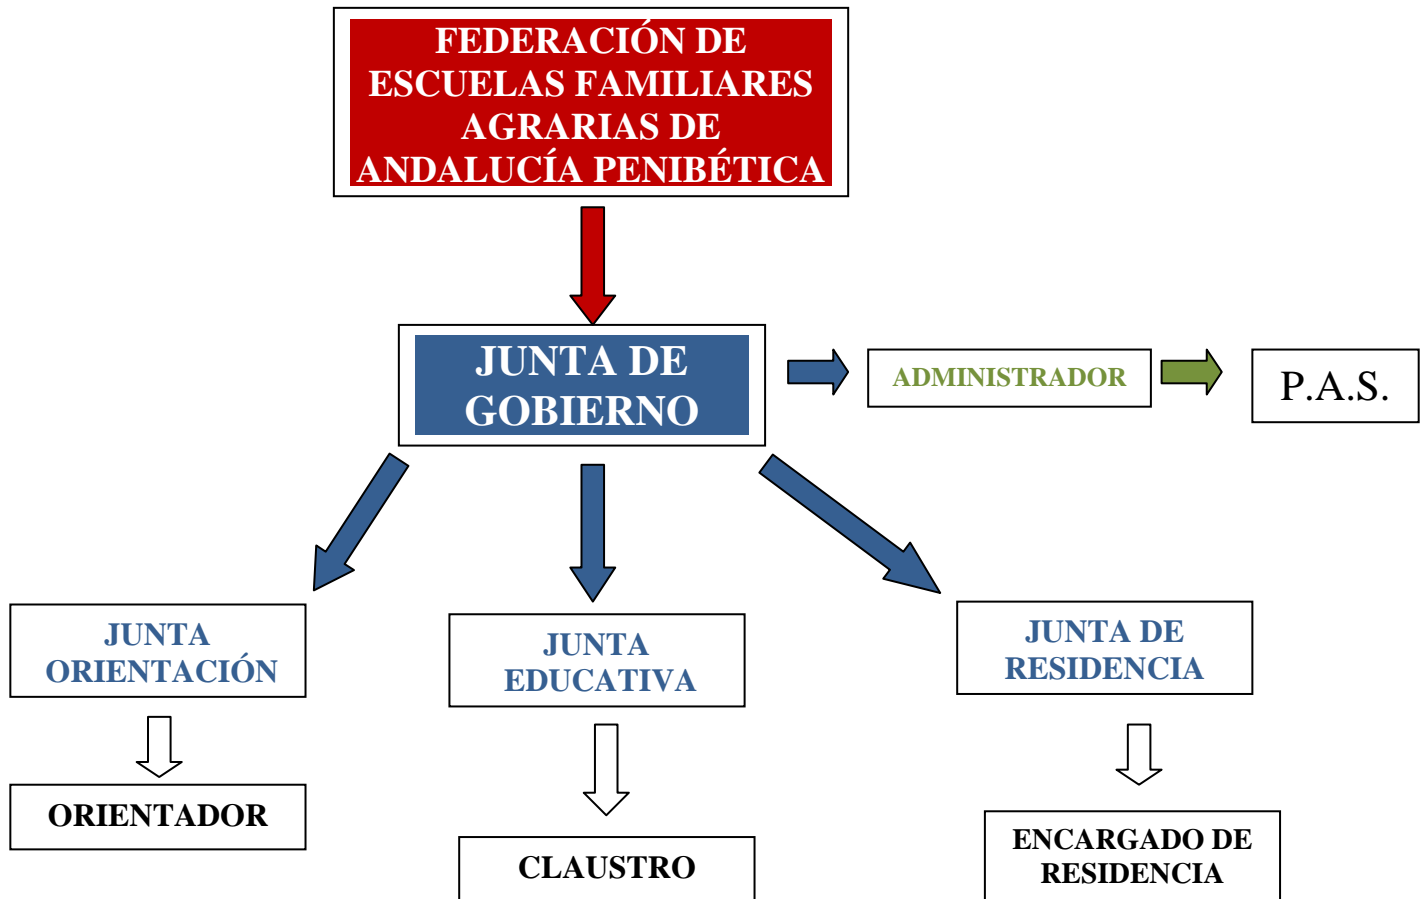 FEDERACIÓN DE
ESCUELAS FAMILIARES
AGRARIAS DE
ANDALUCÍA PENIBÉTICA
JUNTA DE
GOBIERNO
ADMINISTRADOR
P.A.S.
JUNTA
ORIENTACIÓN
JUNTA
EDUCATIVA
JUNTA DE
RESIDENCIA
ORIENTADOR
CLAUSTRO
ENCARGADO DE
RESIDENCIA